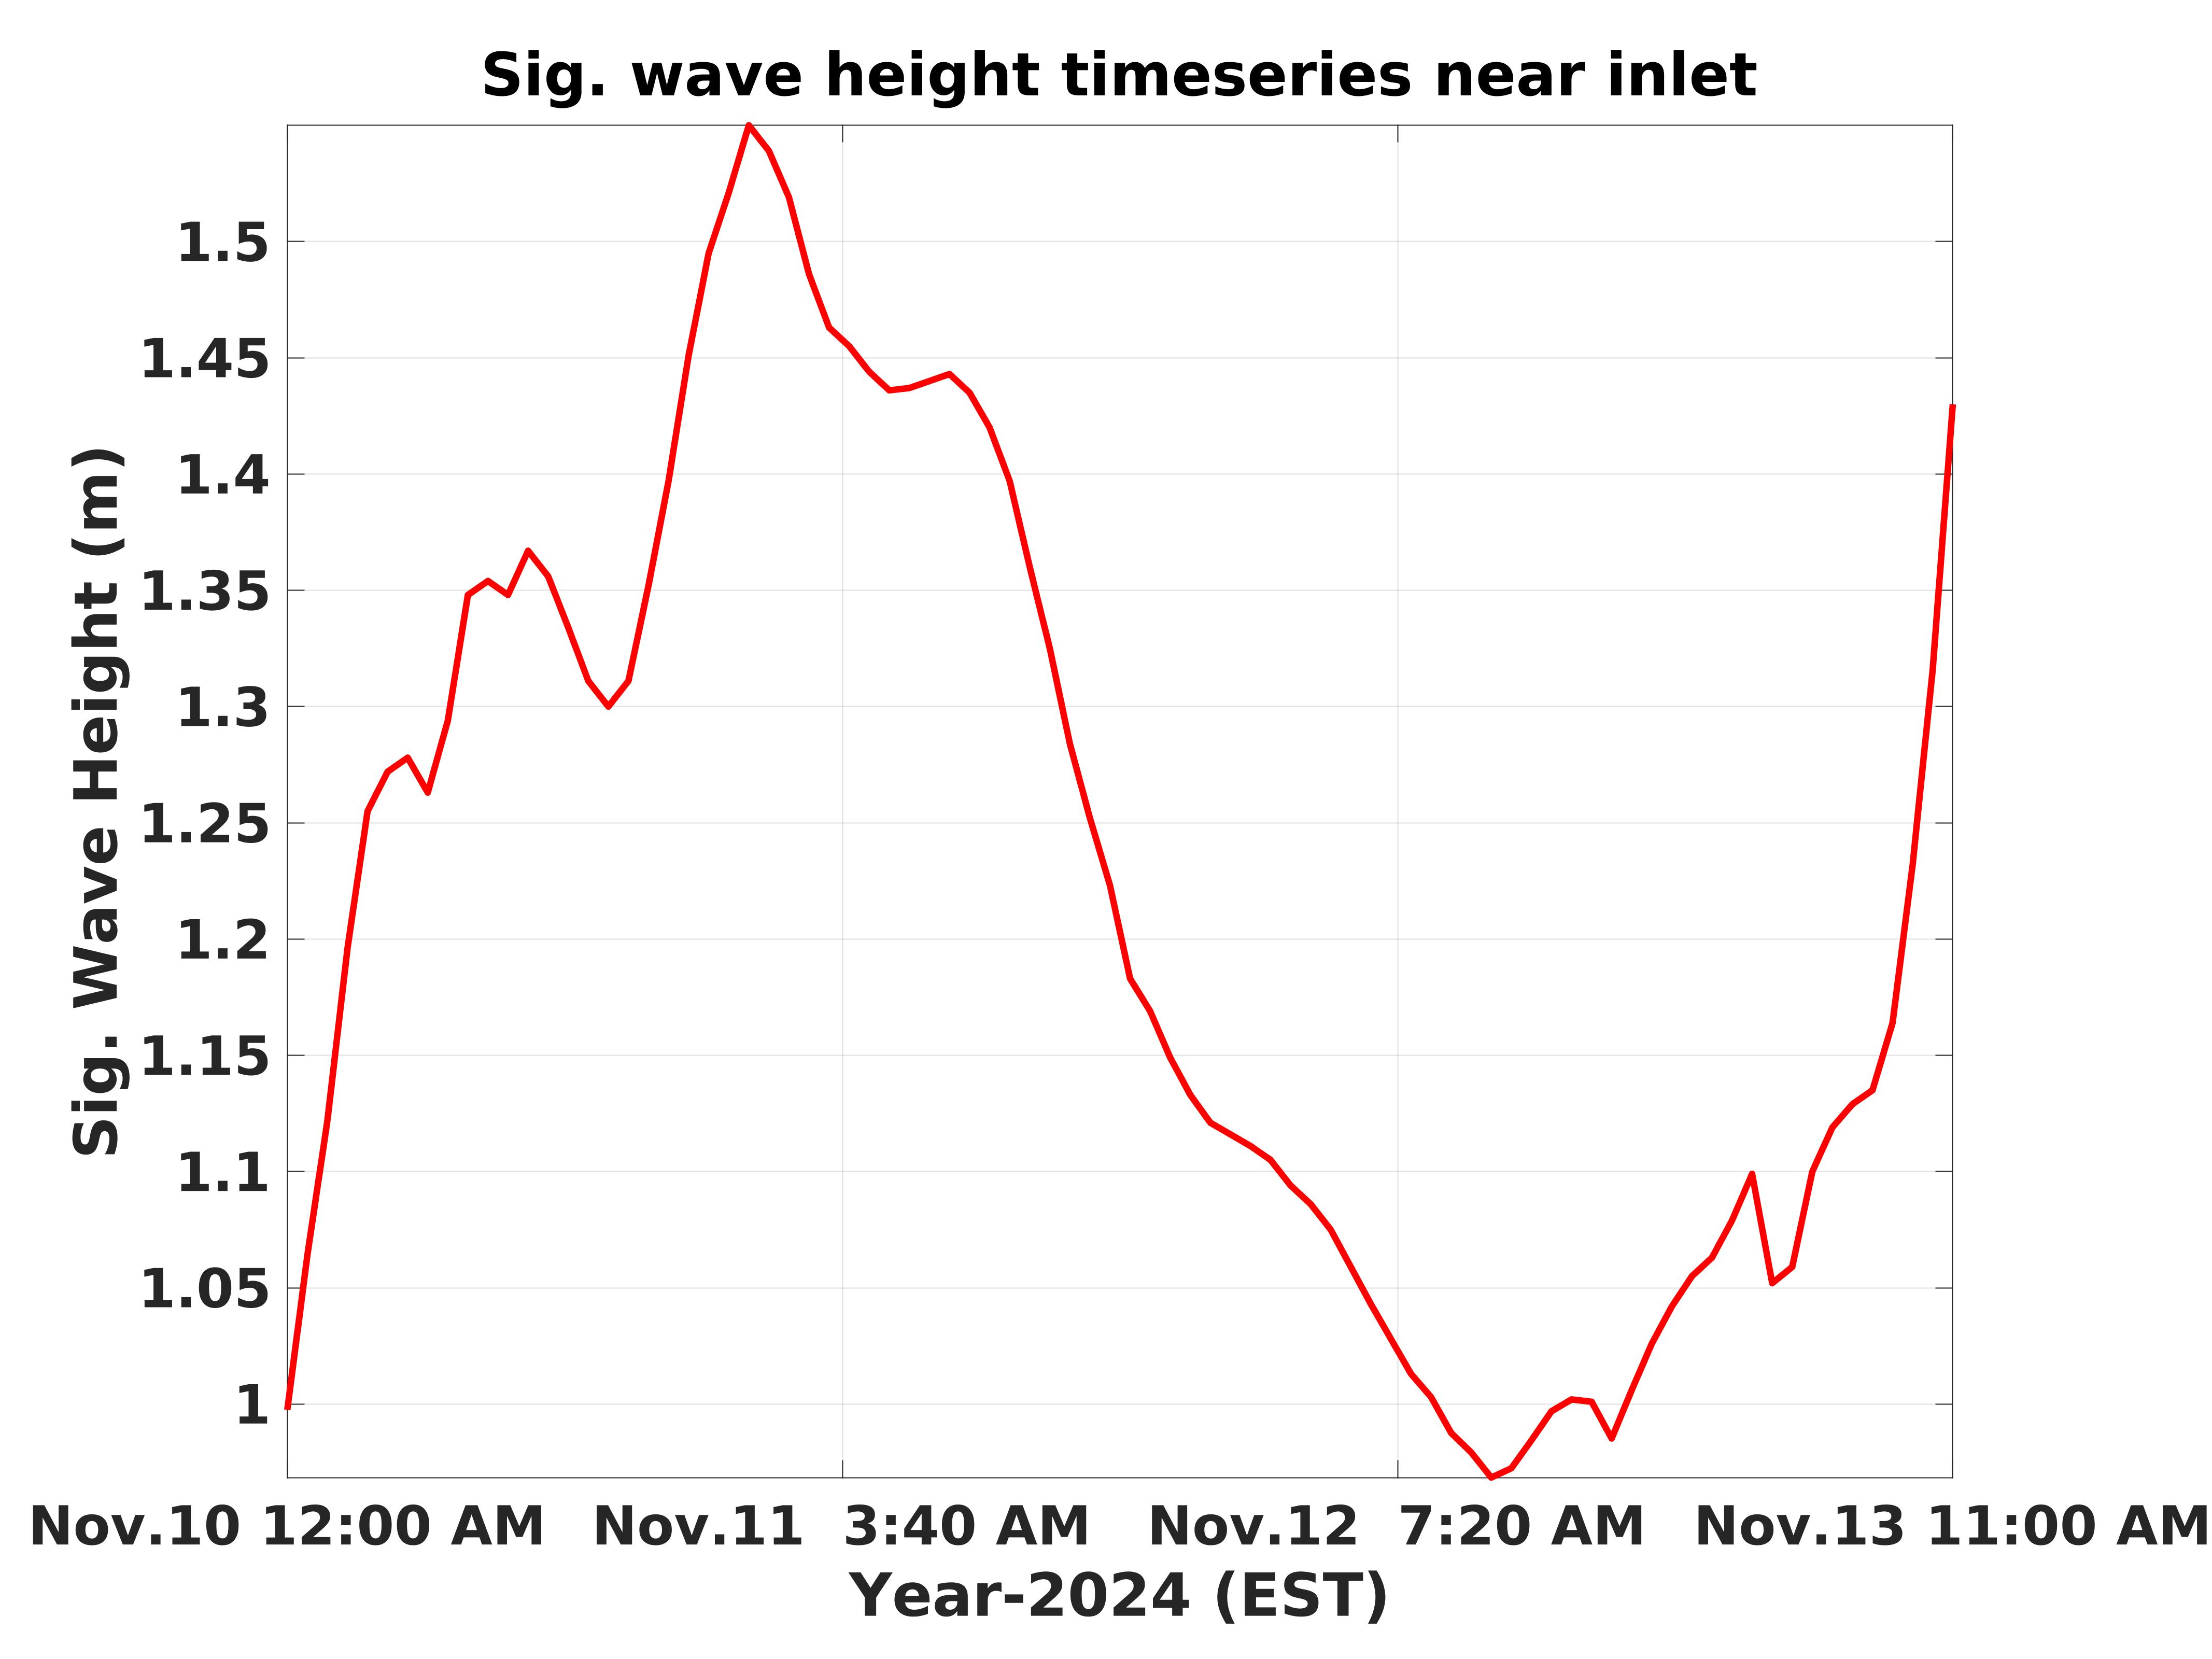 Sig. wave height timeseries near inlet
Sig. Wave Height (m)
1.5
1.45
1.4
1.35
1.3
1.25
1.2
1.15
1.1
1.05
1
Nov.10 12:00 AM Nov.11 3:40 AM Nov.12 7:20 AM Nov.13 11:00 AM
Year-2024 (EST)